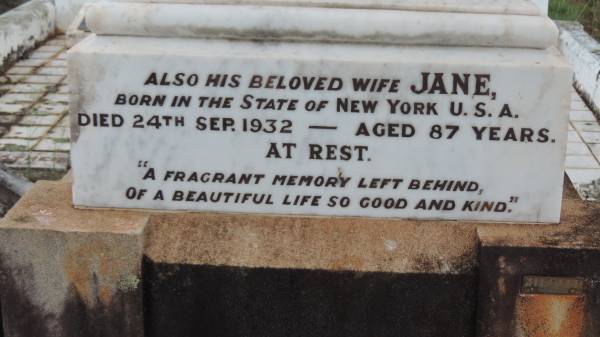 ALSO HIS BELOVED WIFE JANE,
BORN IN THE STATE OF NEW YORK U.S.A.
DIED 24TH SEP. 1932 — AGED 87 YEARS.
AT REST.
"A FRAGRANT MEMORY LEFT BEHIND,
OF A BEAUTIFUL LIFE SO GOOD AND KIND."